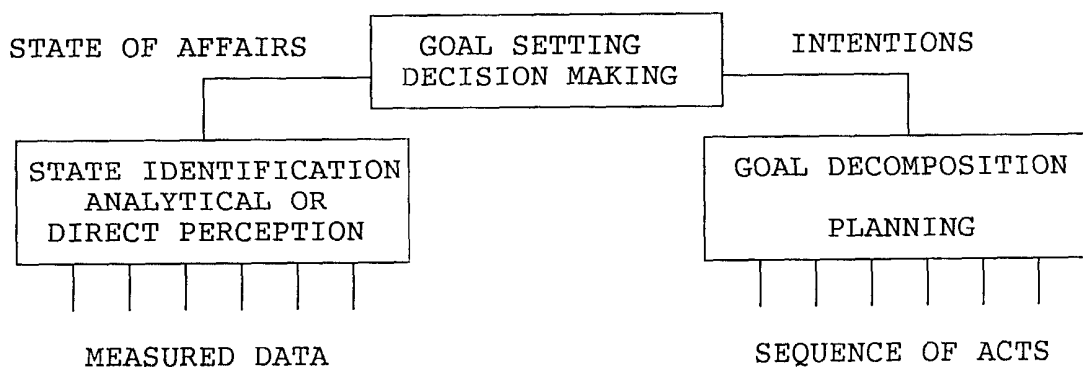 STATE OF AFFAIRS
GOAL SETTING
DECISION MAKING
INTENTIONS
STATE IDENTIFICATION
ANALYTICAL OR
DIRECT PERCEPTION
GOAL DECOMPOSITION
PLANNING
MEASURED DATA
SEQUENCE OF ACTS